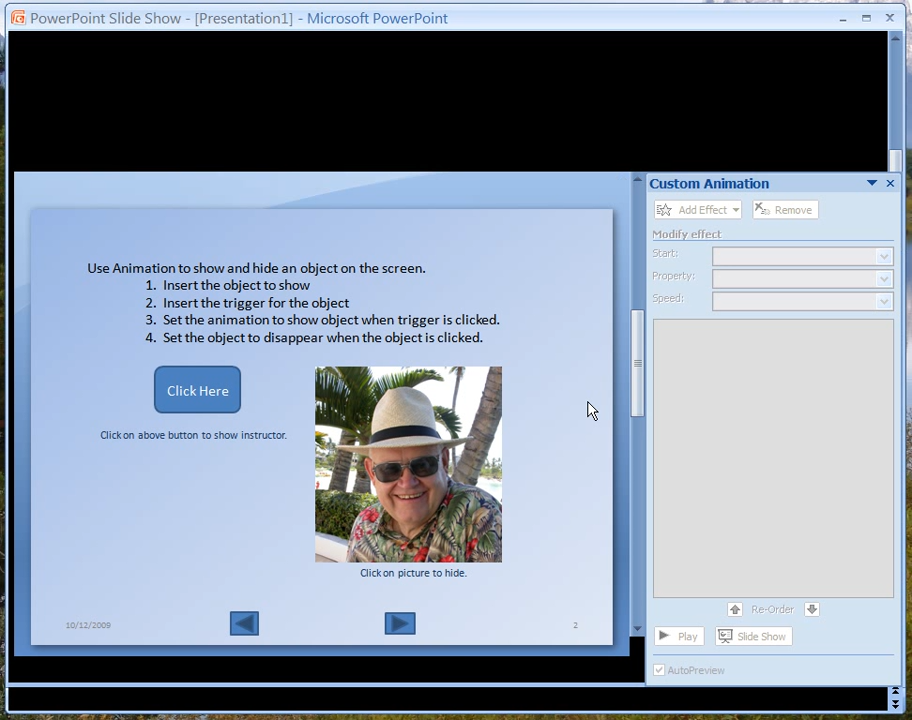 PowerPoint Slide Show - [Presentation1] - Microsoft PowerPoint
Custom Animation
Add Effect
Remove
Modify effect
Start:
Property:
Speed:
Use Animation to show and hide an object on the screen.
1. Insert the object to show
2. Insert the trigger for the object
3. Set the animation to show object when trigger is clicked.
4. Set the object to disappear when the object is clicked.
Click Here
Click on above button to show instructor.
Click on picture to hide.
10/12/2009
2
Re-Order
Play
Slide Show
AutoPreview